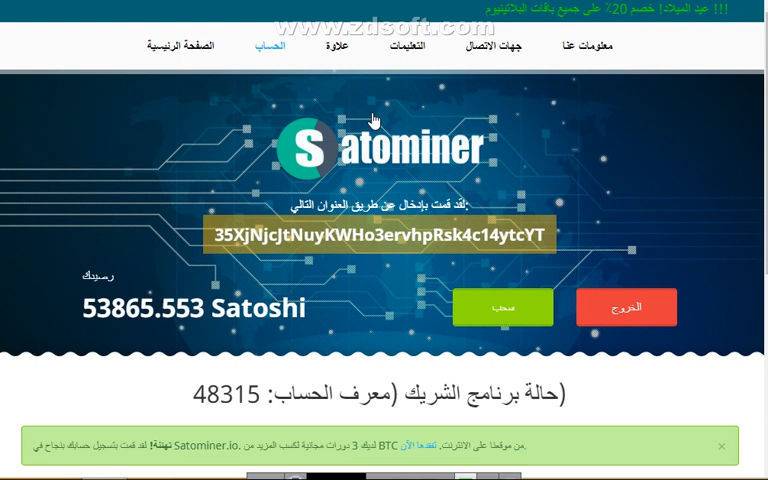 !!! عيد الميلاد! خصم 20٪ على جميع باقات البلاتينيوم
www.zdsoft.com
معلومات عنا
جهات الاتصال
التعليمات
علاوة
الحساب
الصفحة الرئيسية
Satominer
لقد قمت بإدخال عن طريق العنوان التالي:
35XjNjcJtNuyKWHo3ervhpRsk4c14ytcYT
رصيدك
53865.553 Satoshi
سحب
الخروج
حالة برنامج الشريك (معرف الحساب: 48315)
تهنئة! لقد قمت بتسجيل حسابك بنجاح في Satominer.io. لديك 3 دورات مجانية لكسب المزيد من BTC من موقعنا على الانترنت. تفقدها الآن.
×